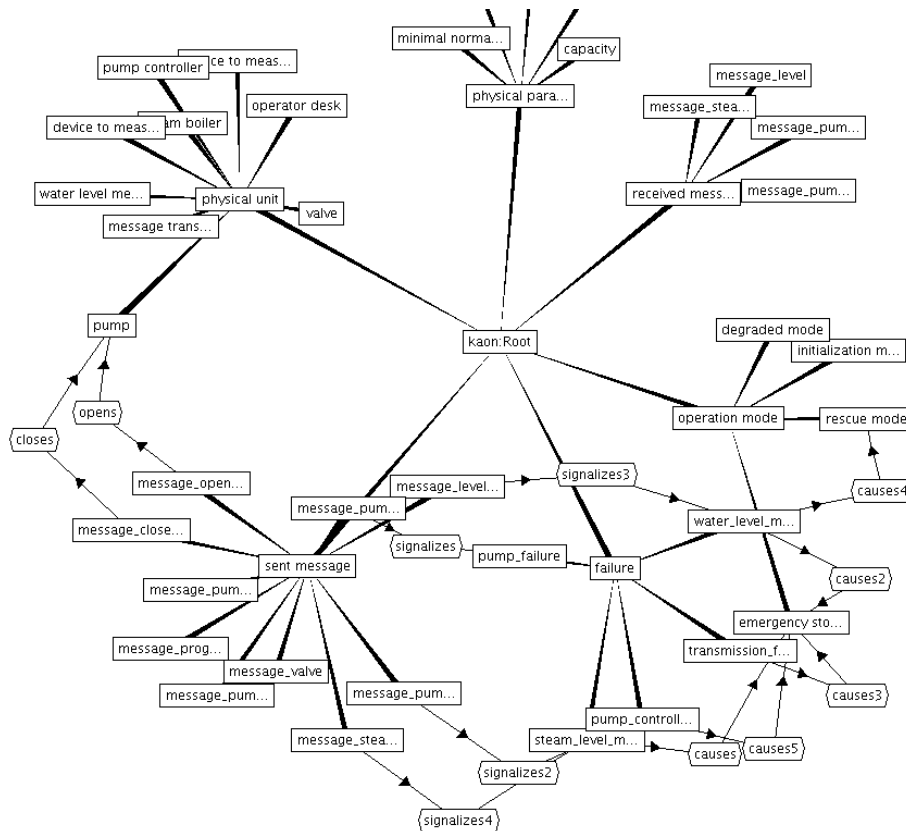 minimal norma...
capacity
pump controller
ce to meas...
physical para...
message_level
operator desk
message_stea...
device to meas...
am boiler
message_pum...
water level me...
physical unit
received mess...
message_pum...
valve
message trans...
pump
degraded mode
kaon:Root
initialization m...
opens
operation mode
rescue mode
closes
message_open...
message_level...
signalizes3
causes4
message_pum...
message_close...
water_level_m...
signalizes
pump_failure
sent message
failure
causes2
message_pum...
emergency sto...
message_prog...
transmission_f...
message_valve
message_pum...
message_pum...
causes3
pump_controll...
message_stea...
steam_level_m...
causes
causes5
signalizes2
signalizes4